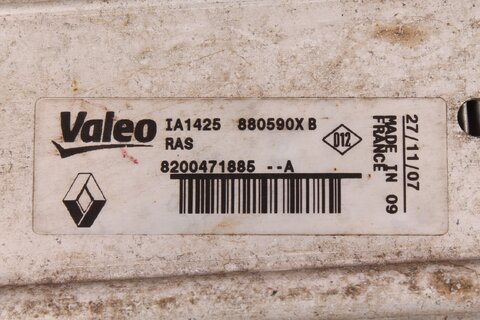 Valeo
IA1425 880590X B
RAS
D12
8200471885 --A
27/11/07
MADE IN 09
FRANCE